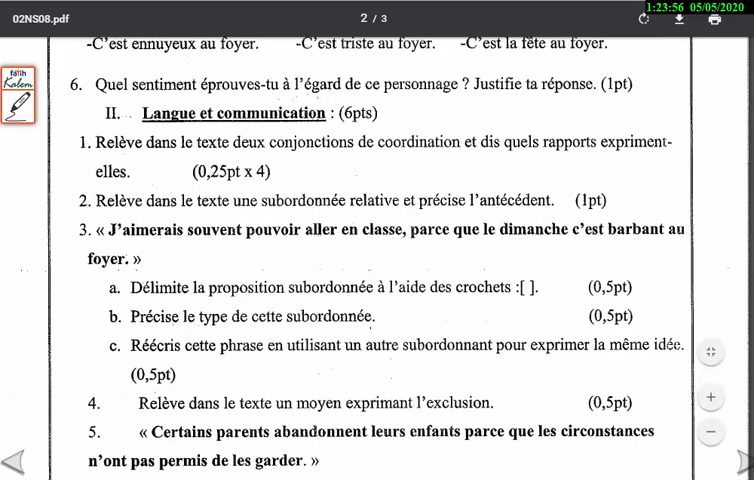 1:23:56 05/05/2020
02NS08.pdf
2 / 3
-C'est ennuyeux au foyer. -C'est triste au foyer. -C'est la fête au foyer.
fatih
Kalem
6. Quel sentiment éprouves-tu à l'égard de ce personnage ? Justifie ta réponse. (1pt)
II. Langue et communication : (6pts)
1. Relève dans le texte deux conjonctions de coordination et dis quels rapports expriment-
elles. (0,25pt x 4)
2. Relève dans le texte une subordonnée relative et précise l'antécédent. (1pt)
3. « J'aimerais souvent pouvoir aller en classe, parce que le dimanche c'est barbant au
foyer. »
a. Délimite la proposition subordonnée à l'aide des crochets :[ ]. (0,5pt)
b. Précise le type de cette subordonnée. (0,5pt)
c. Réécris cette phrase en utilisant un autre subordonnant pour exprimer la même idée.
(0,5pt)
4. Relève dans le texte un moyen exprimant l'exclusion. (0,5pt)
5. « Certains parents abandonnent leurs enfants parce que les circonstances
n'ont pas permis de les garder. »